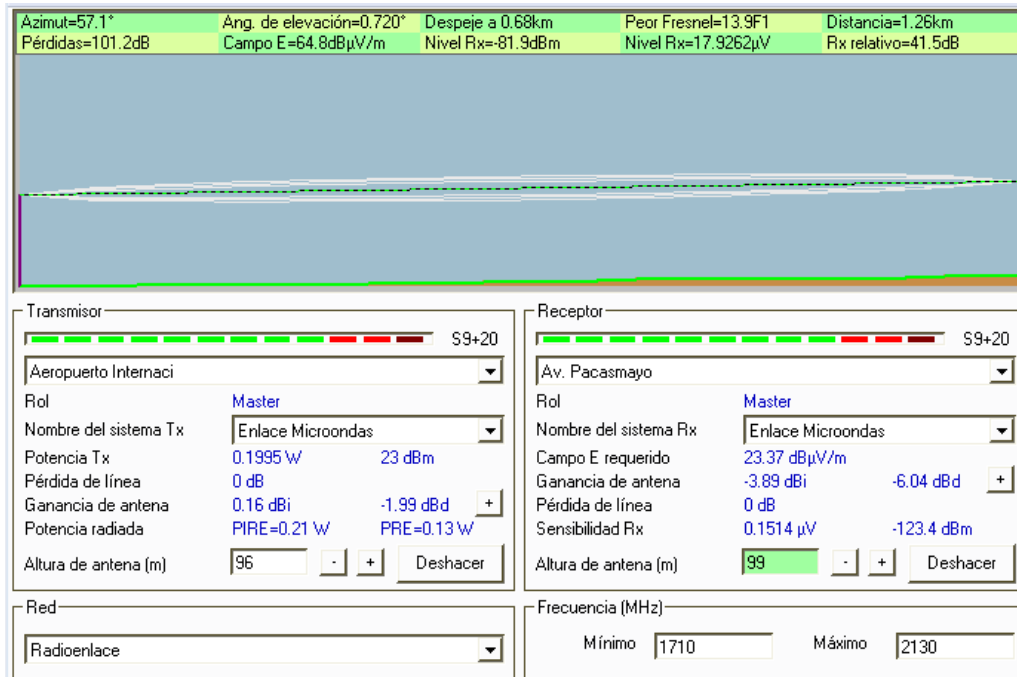 Azimut=57.1° Ang. de elevación=0.720° Despeje a 0.68km Peor Fresnel=13.9F1 Distancia=1.26km
Pérdidas=101.2dB Campo E=64.8dBµV/m Nivel Rx=-81.9dBm Nivel Rx=17.9262µV Rx relativo=41.5dB
Transmisor
S9+20
Aeropuerto Internaci
Rol Master
Nombre del sistema Tx Enlace Microondas
Potencia Tx 0.1995 W 23 dBm
Pérdida de línea 0 dB
Ganancia de antena 0.16 dBi -1.99 dBd +
Potencia radiada PIRE=0.21 W PRE=0.13 W
Altura de antena (m) 96 - + Deshacer
Receptor
S9+20
Av. Pacasmayo
Rol Master
Nombre del sistema Rx Enlace Microondas
Campo E requerido 23.37 dBµV/m
Ganancia de antena -3.89 dBi -6.04 dBd +
Pérdida de línea 0 dB
Sensibilidad Rx 0.1514 µV -123.4 dBm
Altura de antena (m) 99 - + Deshacer
Red
Radioenlace
Frecuencia (MHz)
Mínimo 1710 Máximo 2130